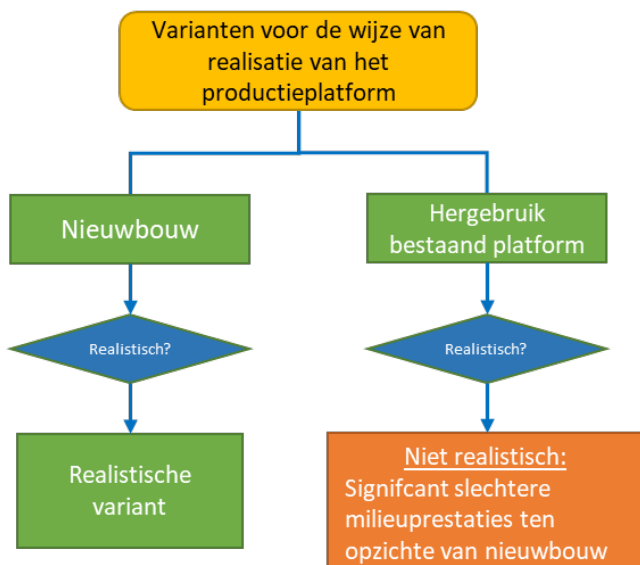 Varianten voor de wijze van
realisatie van het
productieplatform
Nieuwbouw
Hergebruik
bestaand platform
Realistisch?
Realistisch?
Realistische
variant
Niet realistisch:
Signifcant slechtere
milieuprestaties ten
opzichte van nieuwbouw